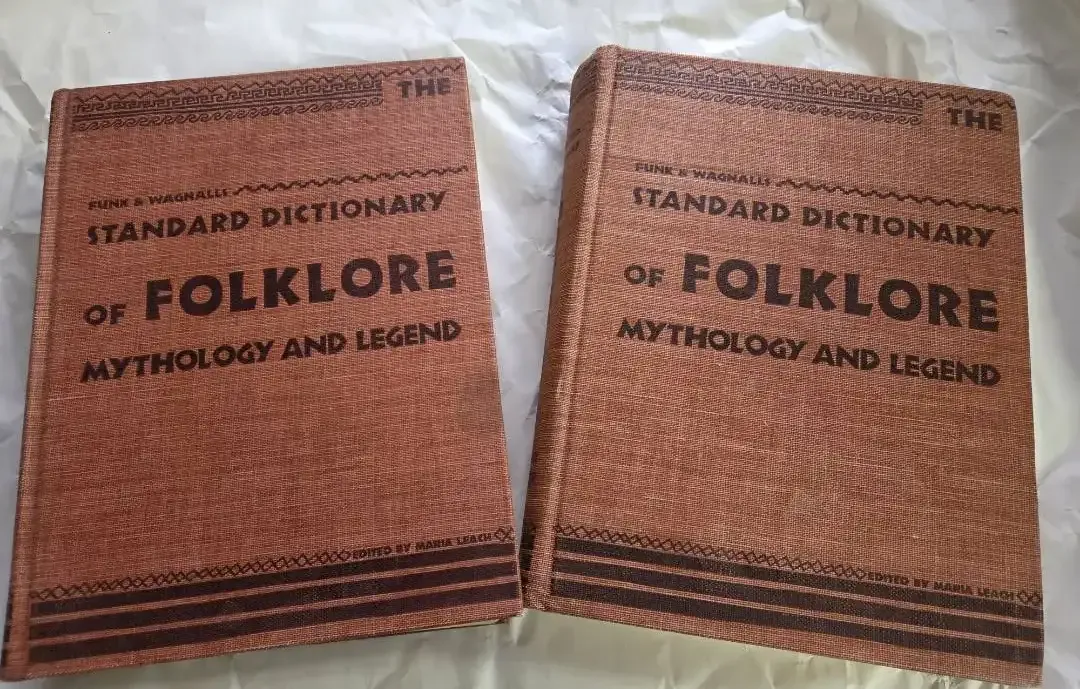 THE
FUNK & WAGNALLS
STANDARD DICTIONARY
OF FOLKLORE
MYTHOLOGY AND LEGEND
EDITED BY MARIA LEACH
THE
FUNK & WAGNALLS
STANDARD DICTIONARY
OF FOLKLORE
MYTHOLOGY AND LEGEND
EDITED BY MARIA LEACH